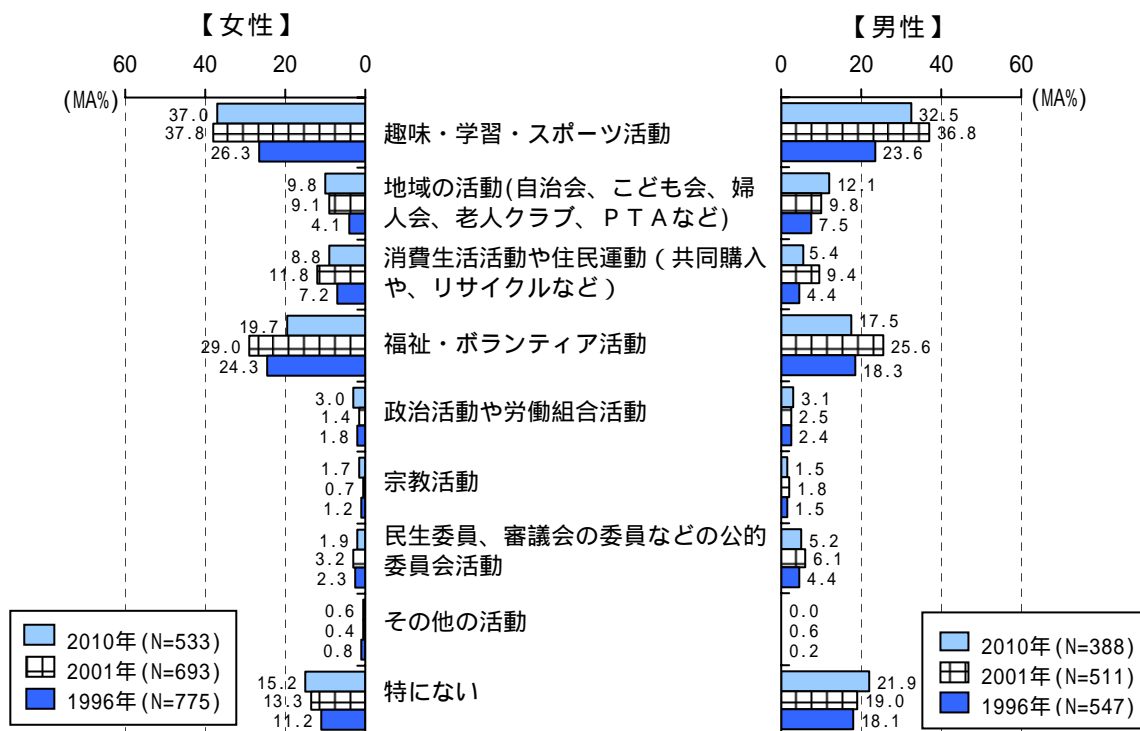 【女性】
【男性】
60 40 20 0
0 20 40 60
(MA%)
(MA%)
37.0
37.8
26.3
趣味・学習・スポーツ活動
32.5
36.8
23.6
9.8
9.1
4.1
地域の活動(自治会、こども会、婦
人会、老人クラブ、ＰＴＡなど)
12.1
9.8
7.5
8.8
11.8
7.2
消費生活活動や住民運動（共同購入
や、リサイクルなど）
5.4
9.4
4.4
19.7
29.0
24.3
福祉・ボランティア活動
17.5
25.6
18.3
3.0
1.4
1.8
政治活動や労働組合活動
3.1
2.5
2.4
1.7
0.7
1.2
宗教活動
1.5
1.8
1.5
1.9
3.2
2.3
民生委員、審議会の委員などの公的
委員会活動
5.2
6.1
4.4
0.6
0.4
0.8
その他の活動
0.0
0.6
0.2
15.2
13.3
11.2
特にない
21.9
19.0
18.1
2010年(N=533)
2001年(N=693)
1996年(N=775)
2010年(N=388)
2001年(N=511)
1996年(N=547)